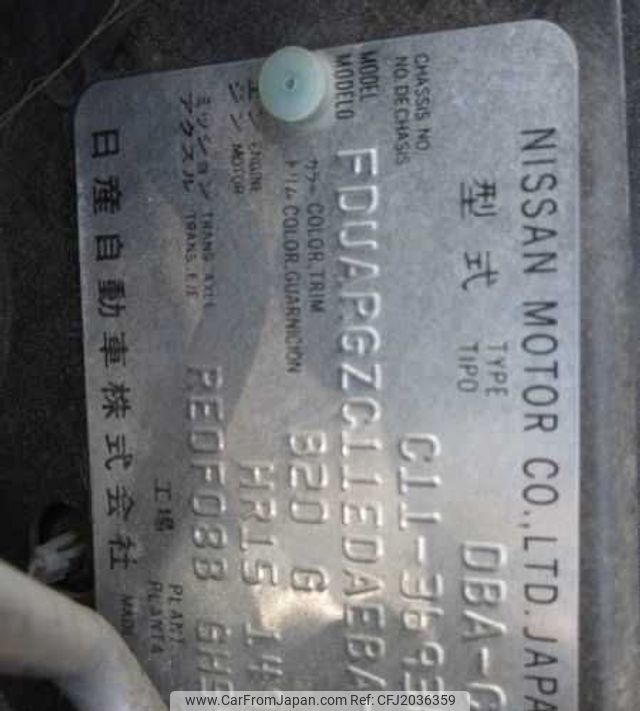 NISSAN MOTOR CO.,LTD. JAPA
型式 TYPE TIPO DBA-C
CHASSIS NO. NO. DE CHASIS C11-3693
MODEL MODELO FDUARGZC11EDAEBA
カラー COLOR,TRIM
トリム COLOR,GUARNICION B20 G
エンジン ENGINE MOTOR HR15 14
ミッション TRANS. AXLE
アクスル TRANS. EJE RE0F08B GH5
工場 PLANT PLANTA
日産自動車株式会社 MADE
www.CarFromJapan.com REF:CFJ2036359